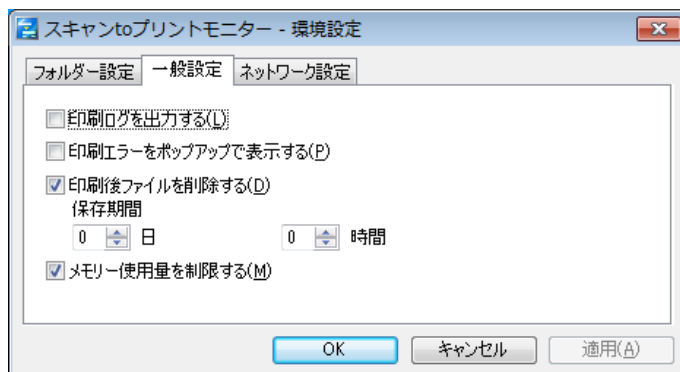 スキャンtoプリントモニター - 環境設定
フォルダー設定 一般設定 ネットワーク設定
印刷ログを出力する(L)
印刷エラーをポップアップで表示する(P)
印刷後ファイルを削除する(D)
保存期間
0 日 0 時間
メモリー使用量を制限する(M)
OK キャンセル 適用(A)